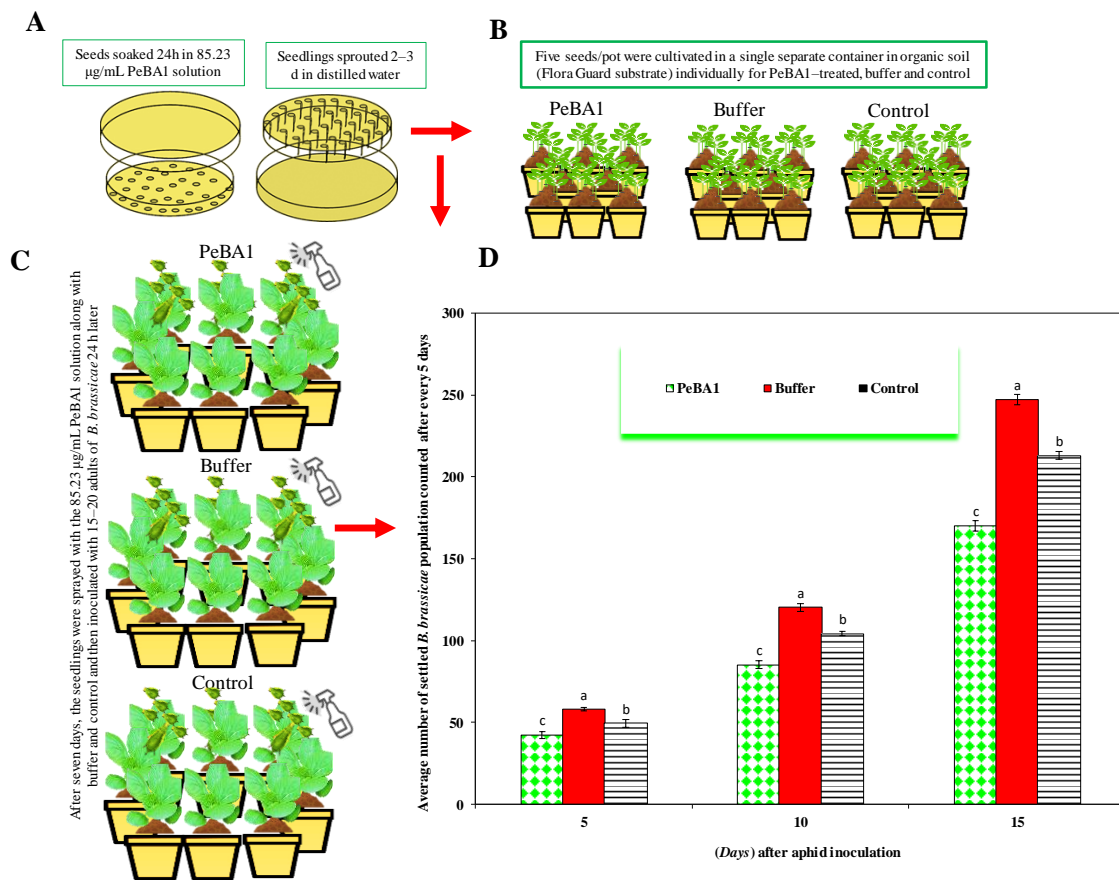 A
Seeds soaked 24h in 85.23
µg/mL PeBA1 solution
Seedlings sprouted 2–3
d in distilled water
B
Five seeds/pot were cultivated in a single separate container in organic soil
(Flora Guard substrate) individually for PeBA1–treated, buffer and control
PeBA1
Buffer
Control
C
After seven days, the seedlings were sprayed with the 85.23 µg/mL PeBA1 solution along with
buffer and control and then inoculated with 15–20 adults of B. brassicae 24 h later
PeBA1
Buffer
Control
D
Average number of settled B. brassicae population counted after every 5 days
300
250
200
150
100
50
0
PeBA1
Buffer
Control
c
a
b
c
a
b
c
a
b
5
10
15
(Days) after aphid inoculation